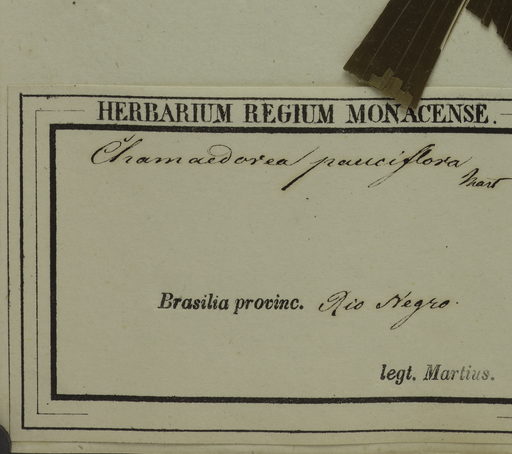 HERBARIUM REGIUM MONACENSE.
Chamaedorea pauciflora
Mart
Brasilia provinc. Rio Negro.
legt. Martius.